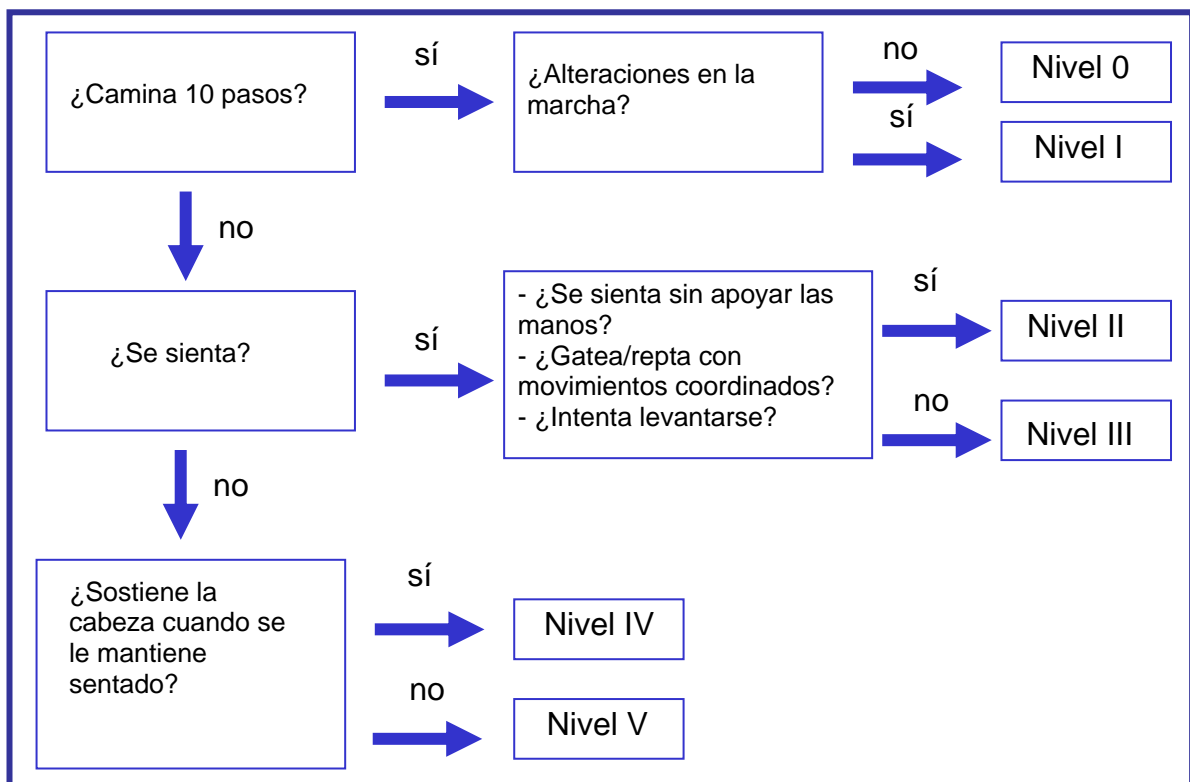 ¿Camina 10 pasos?
sí
¿Alteraciones en la
marcha?
no
Nivel 0
sí
Nivel I
no
¿Se sienta?
sí
- ¿Se sienta sin apoyar las
manos?
- ¿Gatea/repta con
movimientos coordinados?
- ¿Intenta levantarse?
sí
Nivel II
no
Nivel III
no
¿Sostiene la
cabeza cuando se
le mantiene
sentado?
sí
Nivel IV
no
Nivel V